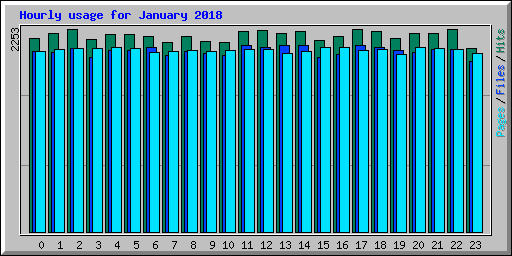 Hourly usage for January 2018
2253
Pages/Files/Hits
0 1 2 3 4 5 6 7 8 9 10 11 12 13 14 15 16 17 18 19 20 21 22 23